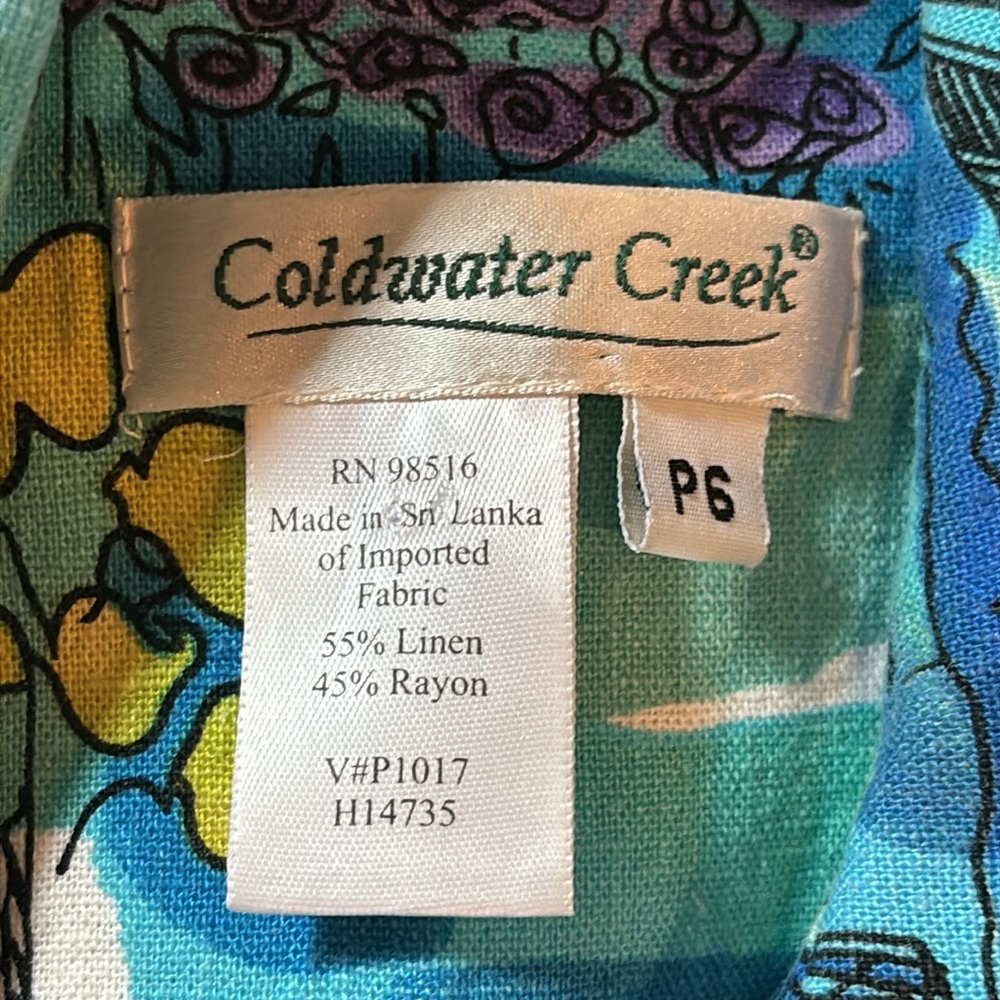 Coldwater Creek®
RN 98516
Made in Sri Lanka
of Imported
Fabric
55% Linen
45% Rayon
V#P1017
H14735
P6